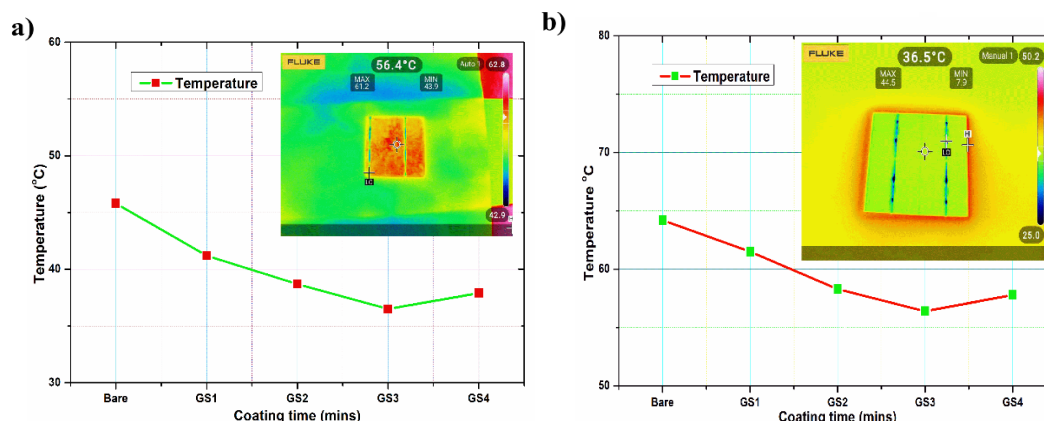 a)
60
50
40
30
Temperature (°C)
Temperature
FLUKE
56.4°C
Auto 1 62.8
MAX
61.2
MIN
43.9
LC
42.9
Bare GS1 GS2 GS3 GS4
Coating time (mins)
b)
80
70
60
50
Temperature °C
Temperature
FLUKE
36.5°C
Manual 1 50.2
MAX
44.5
MIN
7.9
H
25.0
Bare GS1 GS2 GS3 GS4
Coating time (mins)